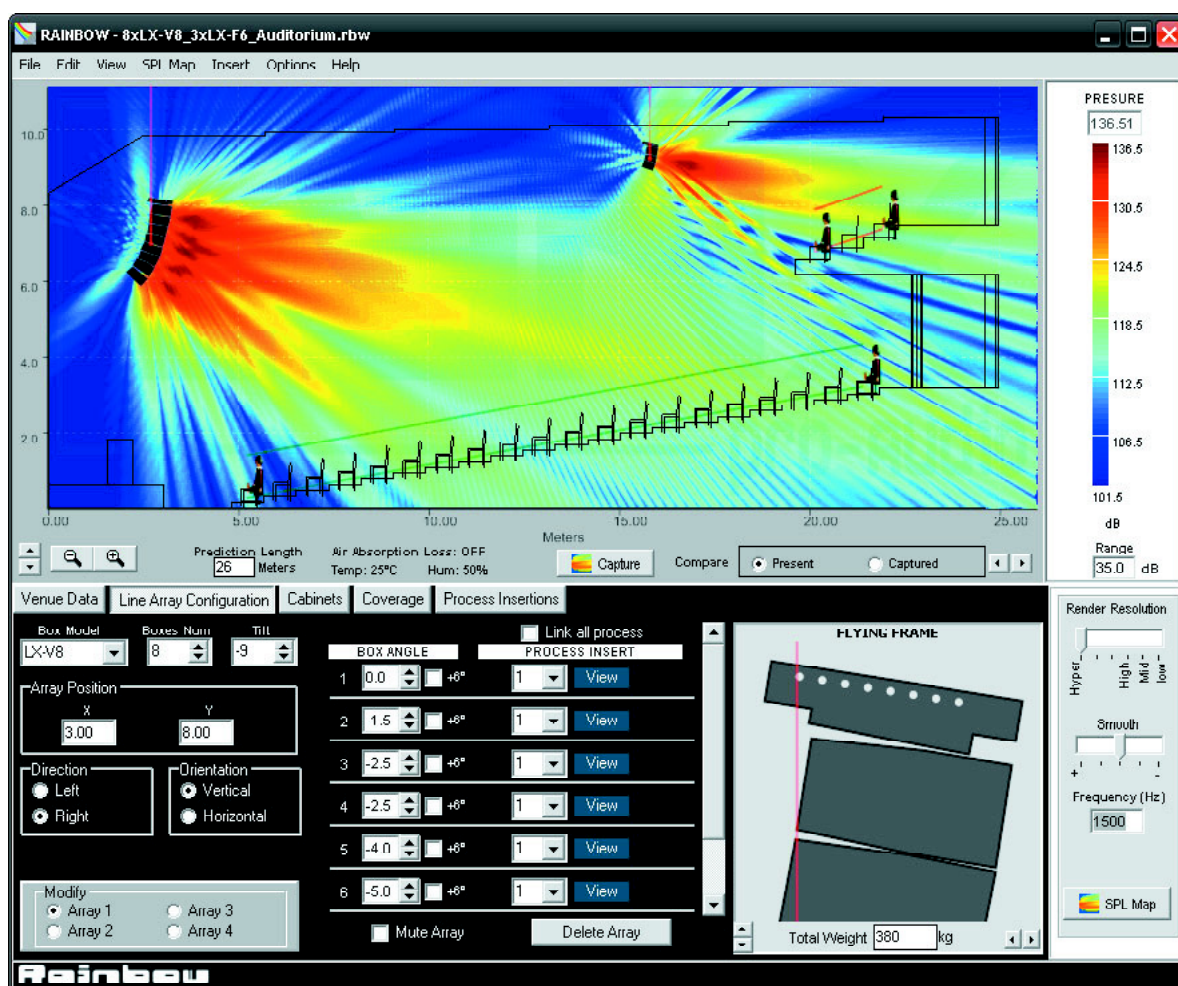 RAINBOW - 8xLX-V8_3xLX-F6_Auditorium.rbw
File Edit View SPL Map Insert Options Help
PRESURE
136.51
136.5
130.5
124.5
118.5
112.5
106.5
101.5
dB
Range
35.0 dB
10.0
8.0
6.0
4.0
2.0
0.00 5.00 10.00 15.00 20.00 25.00
Meters
Prediction Length
26 Meters
Air Absorption Loss: OFF
Temp: 25ºC Hum: 50%
Capture
Compare
Present
Captured
Venue Data Line Array Configuration Cabinets Coverage Process Insertions
Box Model Boxes Num Tilt
LX-V8 8 -9
Array Position
X Y
3.00 8.00
Direction
Left
Right
Orientation
Vertical
Horizontal
Modify
Array 1 Array 3
Array 2 Array 4
Link all process
BOX ANGLE PROCESS INSERT
1 0.0 +6º 1 View
2 1.5 +6º 1 View
3 -2.5 +6º 1 View
4 -2.5 +6º 1 View
5 -4.0 +6º 1 View
6 -5.0 +6º 1 View
Mute Array
Delete Array
FLYING FRAME
Total Weight 380 kg
Render Resolution
Hyper High Mid low
Smooth
+ -
Frequency (Hz)
1500
SPL Map
Rainbow